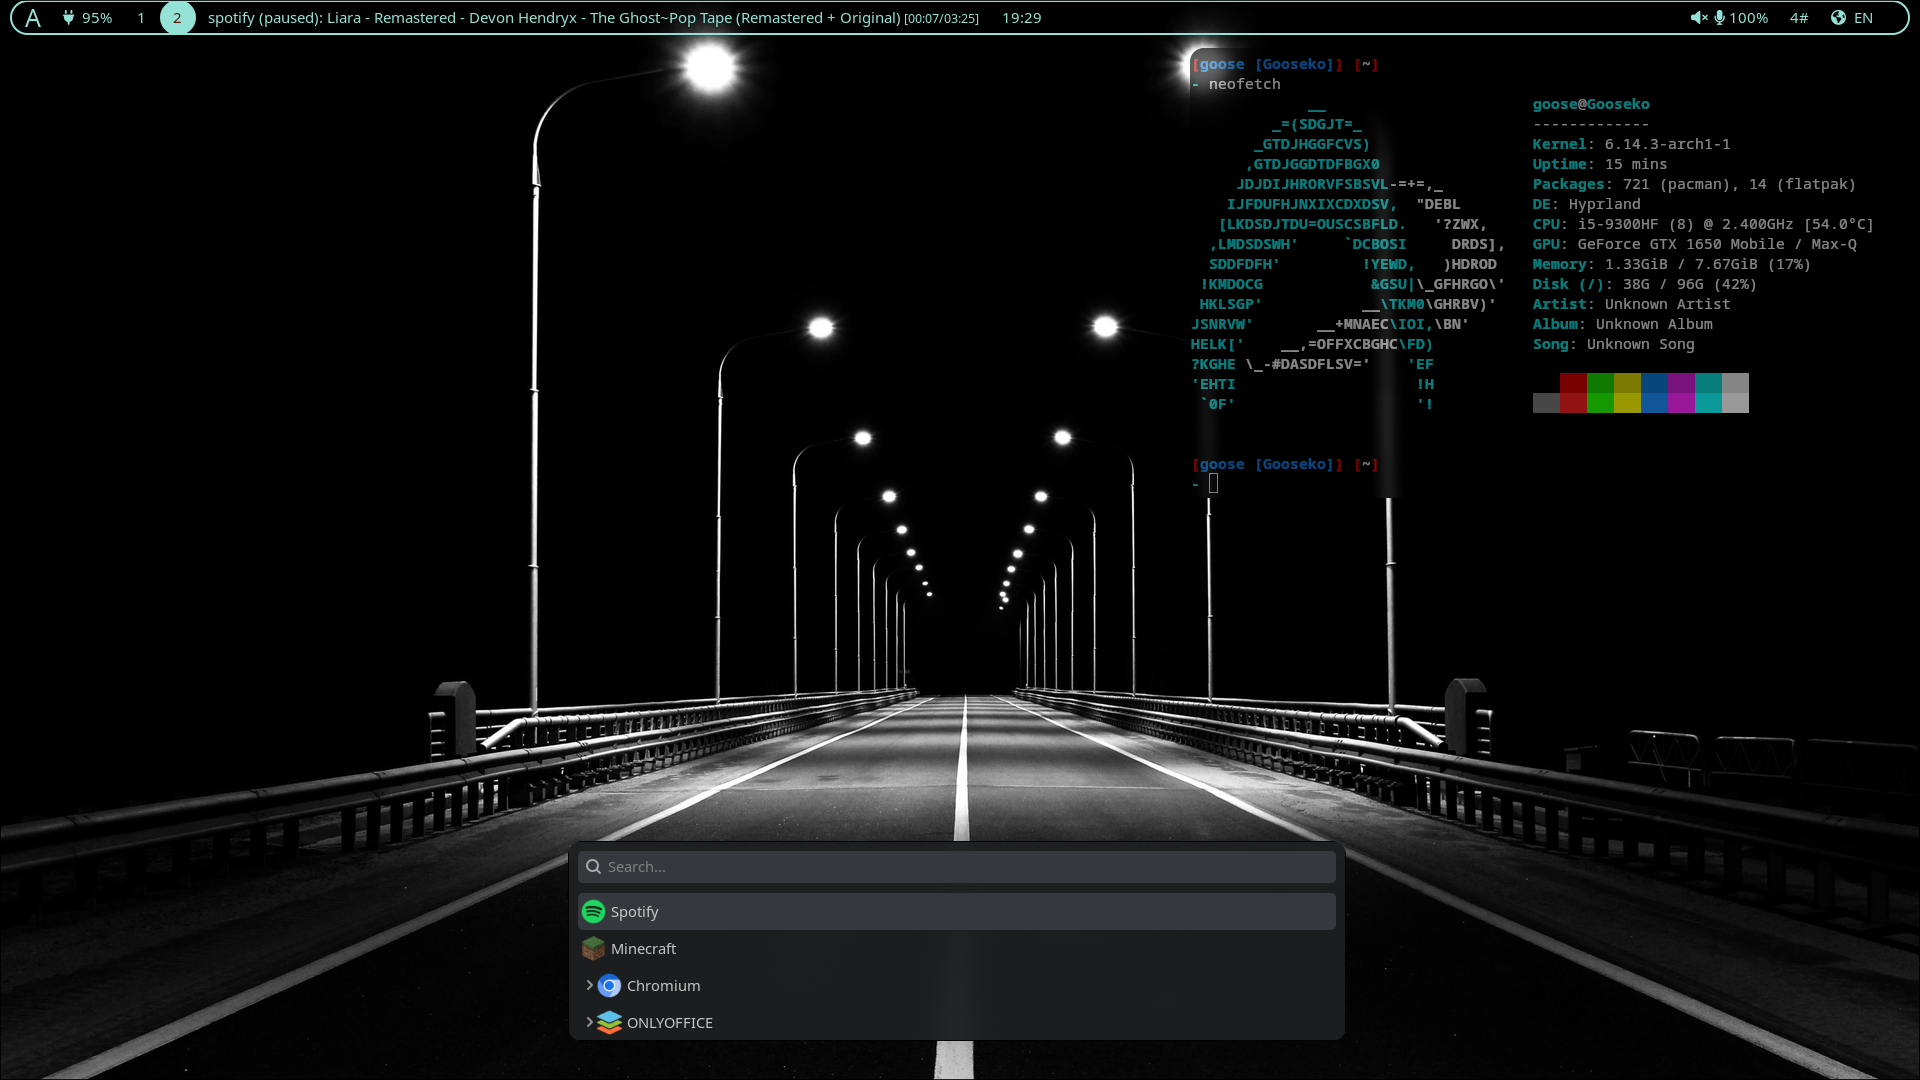 A 95% 1 2 spotify (paused): Liara - Remastered - Devon Hendryx - The Ghost~Pop Tape (Remastered + Original) [00:07/03:25] 19:29 100% 4# EN
[goose [Gooseko]] [~]
- neofetch
__
_=(SDGJT=_
_GTDJHGGFCVS)
,GTDJGGDTDFBGX0
JDJDIJHRORVFSBSVL-=+=,_
IJFDUFHJNXIXCDXDSV, "DEBL
[LKDSDJTDU=OUSCSBFLD. '?ZWX,
,LMDSDSWH' `DCBOSI DRDS],
SDDFDFH' !YEWD, )HDROD
!KMDOCG &GSU|\_GFHRGO\'
HKLSGP' __\TKM0\GHRBV)'
JSNRVW' __+MNAEC\IOI,\BN'
HELK[' __,=OFFXCBGHC\FD)
?KGHE \_-#DASDFLSV=' 'EF
'EHTI !H
`0F' '!
goose@Gooseko
-------------
Kernel: 6.14.3-arch1-1
Uptime: 15 mins
Packages: 721 (pacman), 14 (flatpak)
DE: Hyprland
CPU: i5-9300HF (8) @ 2.400GHz [54.0°C]
GPU: GeForce GTX 1650 Mobile / Max-Q
Memory: 1.33GiB / 7.67GiB (17%)
Disk (/): 38G / 96G (42%)
Artist: Unknown Artist
Album: Unknown Album
Song: Unknown Song
[goose [Gooseko]] [~]
-
Search...
Spotify
Minecraft
Chromium
ONLYOFFICE